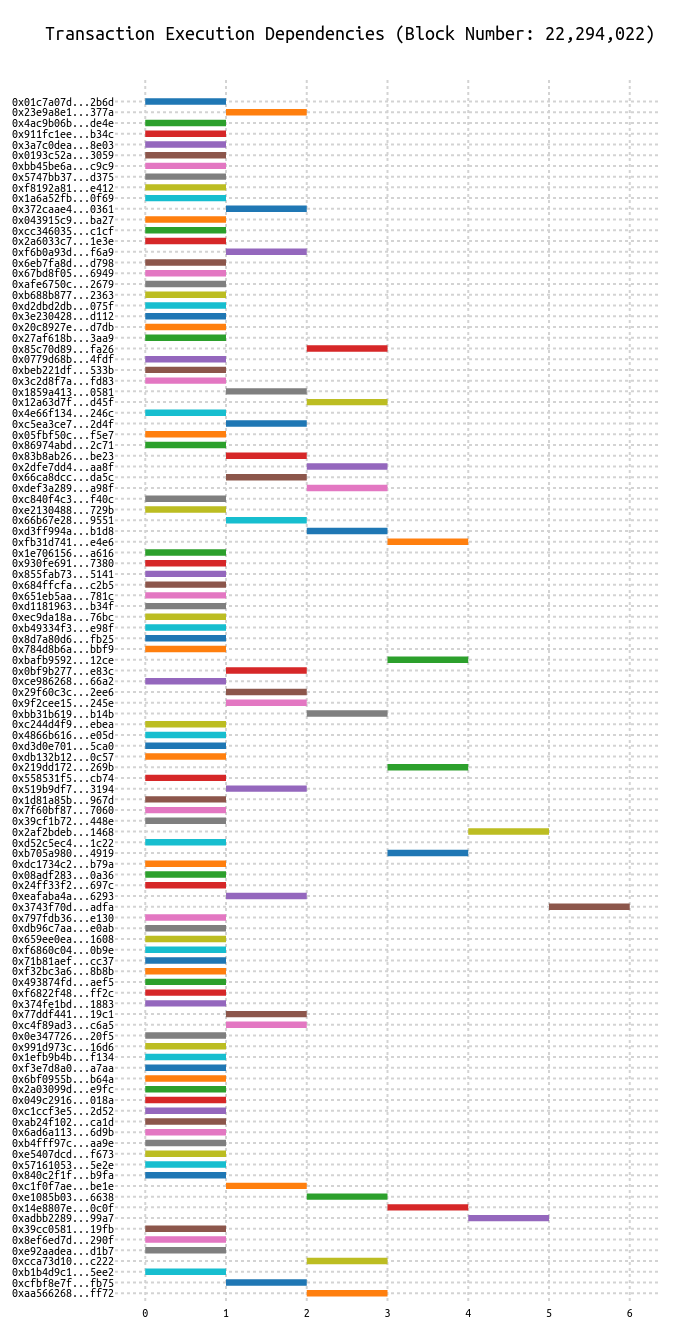 Transaction Execution Dependencies (Block Number: 22,294,022)
0x01c7a07d...2b6d
0x23e9a8e1...377a
0x4ac9b06b...de4e
0x911fc1ee...b34c
0x3a7c0dea...8e03
0x0193c52a...3059
0xbb45be6a...c9c9
0x5747bb37...d375
0xf8192a81...e412
0x1a6a52fb...0f69
0x372caae4...0361
0x043915c9...ba27
0xcc346035...c1cf
0x2a6033c7...1e3e
0xf6b0a93d...f6a9
0x6eb7fa8d...d798
0x67bd8f05...6949
0xafe6750c...2679
0xb688b877...2363
0xd2dbd2db...075f
0x3e230428...d112
0x20c8927e...d7db
0x27af618b...3aa9
0x85c70d89...fa26
0x0779d68b...4fdf
0xbeb221df...533b
0x3c2d8f7a...fd83
0x1859a413...0581
0x12a63d7f...d45f
0x4e66f134...246c
0xc5ea3ce7...2d4f
0x05fbf50c...f5e7
0x86974abd...2c71
0x83b8ab26...be23
0x2dfe7dd4...aa8f
0x66ca8dcc...da5c
0xdef3a289...a98f
0xc840f4c3...f40c
0xe2130488...729b
0x66b67e28...9551
0xd3ff994a...b1d8
0xfb31d741...e4e6
0x1e706156...a616
0x930fe691...7380
0x855fab73...5141
0x684ffcfa...c2b5
0x651eb5aa...781c
0xd1181963...b34f
0xec9da18a...76bc
0xb49334f3...e98f
0x8d7a80d6...fb25
0x784d8b6a...bbf9
0xbafb9592...12ce
0x0bf9b277...e83c
0xce986268...66a2
0x29f60c3c...2ee6
0x9f2cee15...245e
0xbb31b619...b14b
0xc244d4f9...ebea
0x4866b616...e05d
0xd3d0e701...5ca0
0xdb132b12...0c57
0x219dd172...269b
0x558531f5...cb74
0x519b9df7...3194
0x1d81a85b...967d
0x7f60bf87...7060
0x39cf1b72...448e
0x2af2bdeb...1468
0xd52c5ec4...1c22
0xb705a980...4919
0xdc1734c2...b79a
0x08adf283...0a36
0x24ff33f2...697c
0xeafaba4a...6293
0x3743f70d...adfa
0x797fdb36...e130
0xdb96c7aa...e0ab
0x659ee0ea...1608
0xf6860c04...0b9e
0x71b81aef...cc37
0xf32bc3a6...8b8b
0x493874fd...aef5
0xf6822f48...ff2c
0x374fe1bd...1883
0x77ddf441...19c1
0xc4f89ad3...c6a5
0x0e347726...20f5
0x991d973c...16d6
0x1efb9b4b...f134
0xf3e7d8a0...a7aa
0x6bf0955b...b64a
0x2a03099d...e9fc
0x049c2916...018a
0xc1ccf3e5...2d52
0xab24f102...ca1d
0x6ad6a113...6d9b
0xb4fff97c...aa9e
0xe5407dcd...f673
0x57161053...5e2e
0x840c2f1f...b9fa
0xc1f0f7ae...be1e
0xe1085b03...6638
0x14e8807e...0c0f
0xadbb2289...99a7
0x39cc0581...19fb
0x8ef6ed7d...290f
0xe92aadea...d1b7
0xcca73d10...c222
0xb1b4d9c1...5ee2
0xcfbf8e7f...fb75
0xaa566268...ff72
0 1 2 3 4 5 6